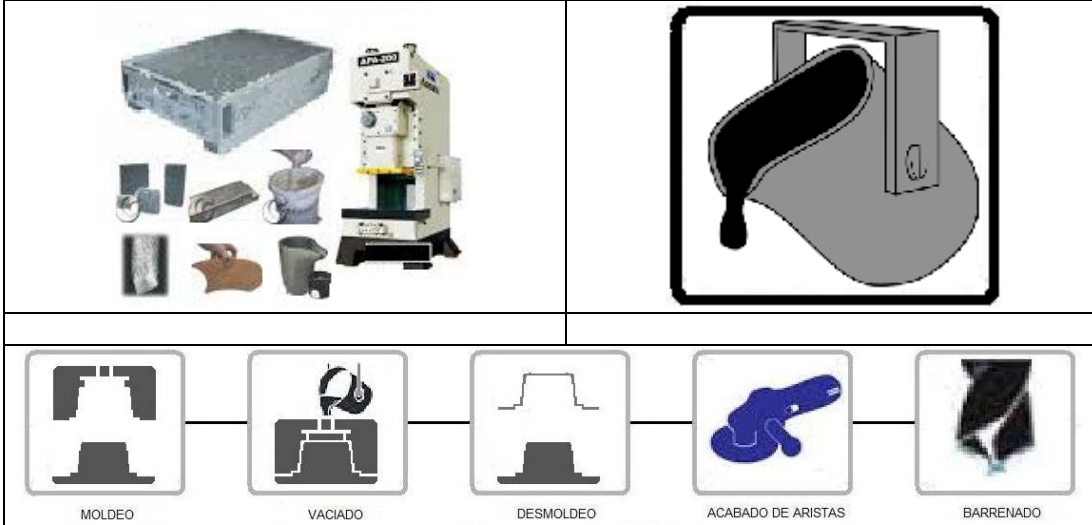 APA-200
MOLDEO
VACIADO
DESMOLDEO
ACABADO DE ARISTAS
BARRENADO